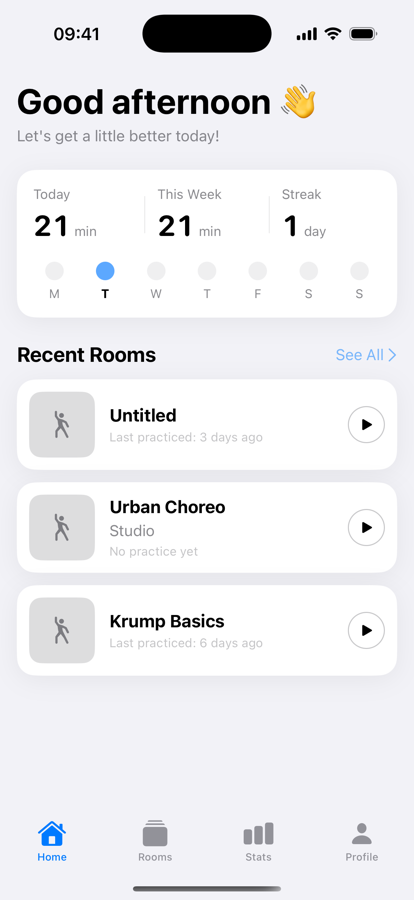 09:41
Good afternoon 👋
Let's get a little better today!
Today This Week Streak
21 min 21 min 1 day
M T W T F S S
Recent Rooms See All
Untitled
Last practiced: 3 days ago
Urban Choreo
Studio
No practice yet
Krump Basics
Last practiced: 6 days ago
Home Rooms Stats Profile